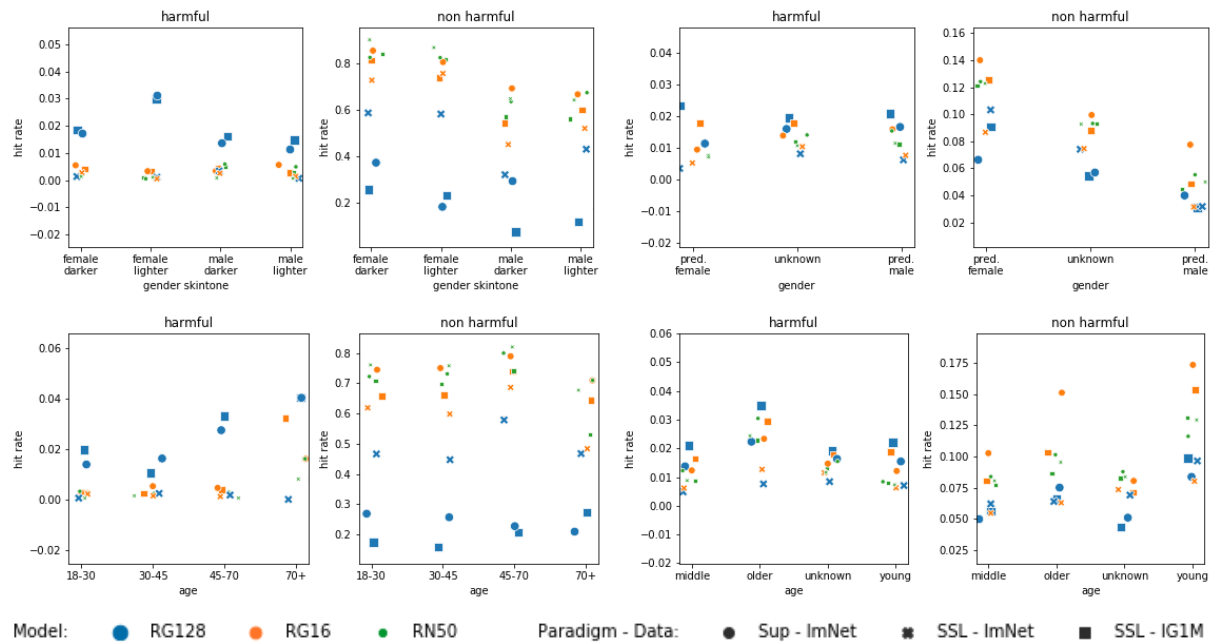 harmful
non harmful
harmful
non harmful
hit rate
0.05
0.04
0.03
0.02
0.01
0.00
−0.01
−0.02
female darker
female lighter
male darker
male lighter
gender skintone
hit rate
0.8
0.6
0.4
0.2
female darker
female lighter
male darker
male lighter
gender skintone
hit rate
0.04
0.03
0.02
0.01
0.00
−0.01
−0.02
pred. female
unknown
pred. male
gender
hit rate
0.16
0.14
0.12
0.10
0.08
0.06
0.04
0.02
pred. female
unknown
pred. male
gender
harmful
non harmful
harmful
non harmful
hit rate
0.06
0.04
0.02
0.00
−0.02
18-30
30-45
45-70
70+
age
hit rate
0.8
0.7
0.6
0.5
0.4
0.3
0.2
18-30
30-45
45-70
70+
age
hit rate
0.06
0.05
0.04
0.03
0.02
0.01
0.00
−0.01
−0.02
middle
older
unknown
young
age
hit rate
0.175
0.150
0.125
0.100
0.075
0.050
0.025
middle
older
unknown
young
age
Model: RG128 RG16 RN50 Paradigm - Data: Sup - ImNet SSL - ImNet SSL - IG1M